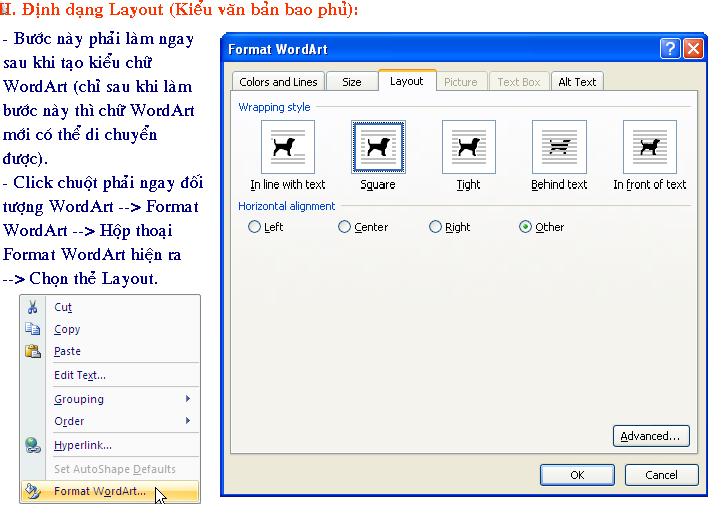 II. Định dạng Layout (Kiểu văn bản bao phủ):
- Bước này phải làm ngay
sau khi tạo kiểu chữ
WordArt (chỉ sau khi làm
bước này thì chữ WordArt
mới có thể di chuyển
được).
- Click chuột phải ngay đối
tượng WordArt --> Format
WordArt --> Hộp thoại
Format WordArt hiện ra
--> Chọn thẻ Layout.
Cut
Copy
Paste
Edit Text...
Grouping
Order
Hyperlink...
Set AutoShape Defaults
Format WordArt...
Format WordArt
Colors and Lines Size Layout Picture Text Box Alt Text
Wrapping style
In line with text Square Tight Behind text In front of text
Horizontal alignment
Left Center Right Other
Advanced...
OK Cancel